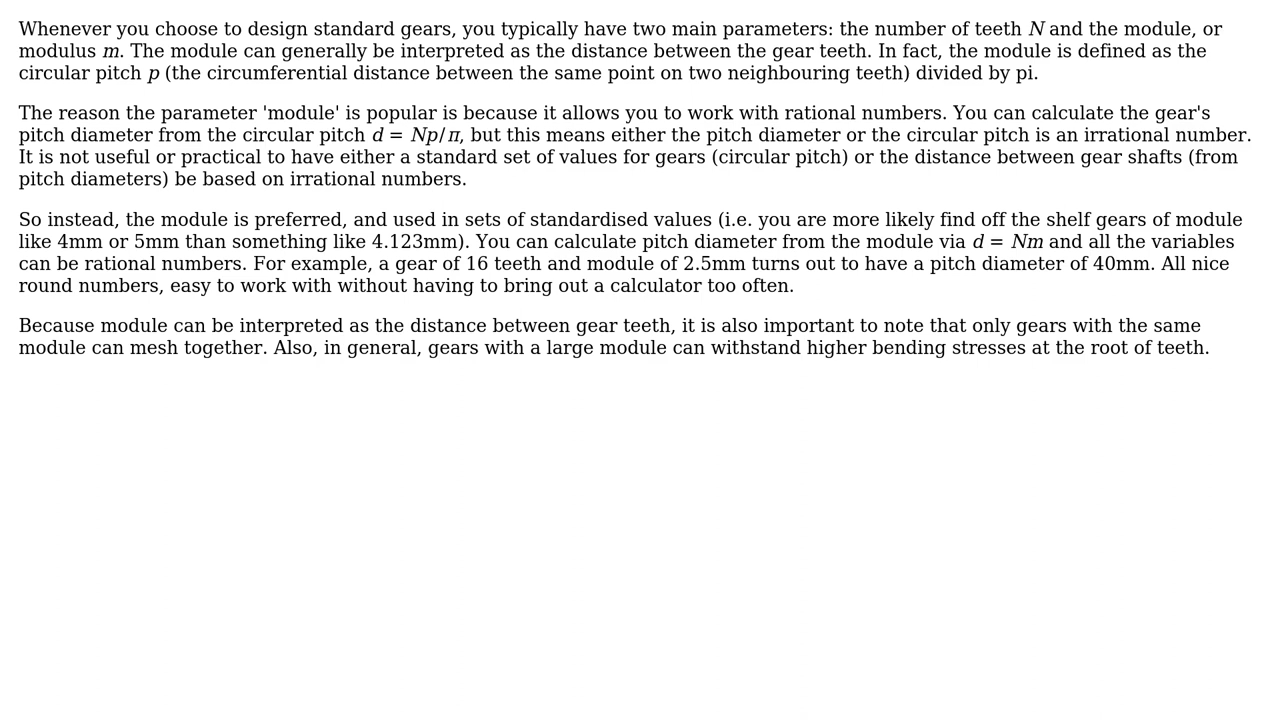 Whenever you choose to design standard gears, you typically have two main parameters: the number of teeth N and the module, or
modulus m. The module can generally be interpreted as the distance between the gear teeth. In fact, the module is defined as the
circular pitch p (the circumferential distance between the same point on two neighbouring teeth) divided by pi.
The reason the parameter 'module' is popular is because it allows you to work with rational numbers. You can calculate the gear's
pitch diameter from the circular pitch d = Np/π, but this means either the pitch diameter or the circular pitch is an irrational number.
It is not useful or practical to have either a standard set of values for gears (circular pitch) or the distance between gear shafts (from
pitch diameters) be based on irrational numbers.
So instead, the module is preferred, and used in sets of standardised values (i.e. you are more likely find off the shelf gears of module
like 4mm or 5mm than something like 4.123mm). You can calculate pitch diameter from the module via d = Nm and all the variables
can be rational numbers. For example, a gear of 16 teeth and module of 2.5mm turns out to have a pitch diameter of 40mm. All nice
round numbers, easy to work with without having to bring out a calculator too often.
Because module can be interpreted as the distance between gear teeth, it is also important to note that only gears with the same
module can mesh together. Also, in general, gears with a large module can withstand higher bending stresses at the root of teeth.